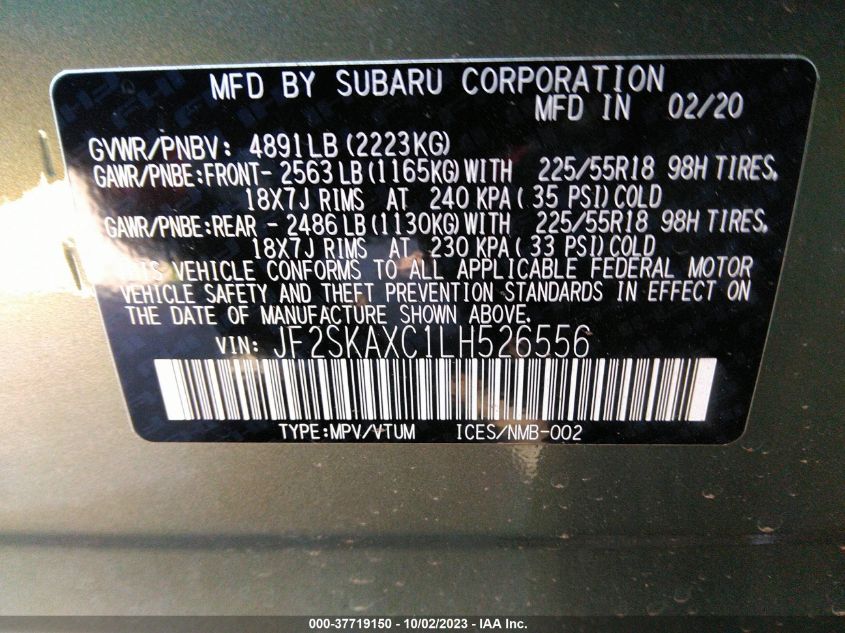 MFD BY SUBARU CORPORATION
MFD IN 02/20
GVWR/PNBV: 4891LB (2223KG)
GAWR/PNBE:FRONT- 2563LB(1165KG)WITH 225/55R18 98H TIRES,
18X7J RIMS AT 240 KPA( 35 PSI)COLD
GAWR/PNBE:REAR - 2486LB(1130KG)WITH 225/55R18 98H TIRES,
18X7J RIMS AT 230 KPA( 33 PSI)COLD
THIS VEHICLE CONFORMS TO ALL APPLICABLE FEDERAL MOTOR
VEHICLE SAFETY AND THEFT PREVENTION STANDARDS IN EFFECT ON
THE DATE OF MANUFACTURE SHOWN ABOVE.
VIN: JF2SKAXC1LH526556
TYPE:MPV/VTUM ICES/NMB-002
000-37719150 - 10/02/2023 - IAA Inc.